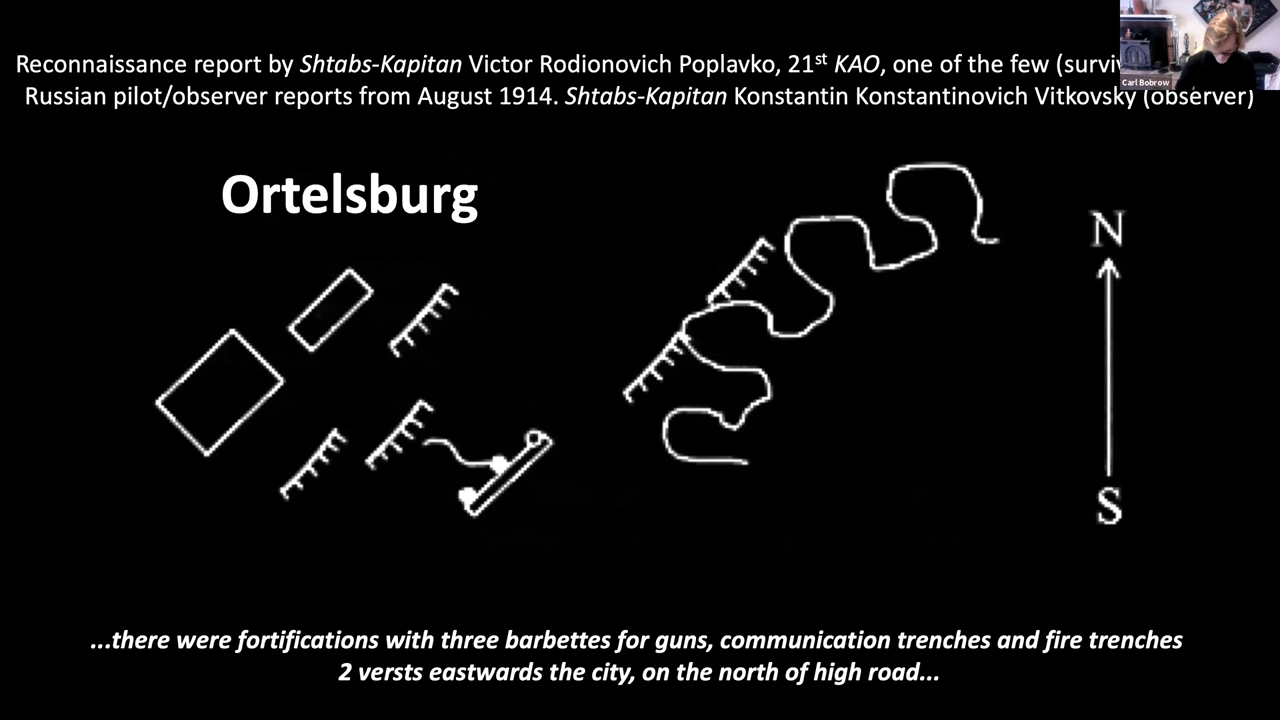 Reconnaissance report by Shtabs-Kapitan Victor Rodionovich Poplavko, 21st KAO, one of the few
Russian pilot/observer reports from August 1914. Shtabs-Kapitan Konstantin Konstantinovich Vitkovsky (observer)
Carl Bobrow
Ortelsburg
N
S
...there were fortifications with three barbettes for guns, communication trenches and fire trenches
2 versts eastwards the city, on the north of high road...